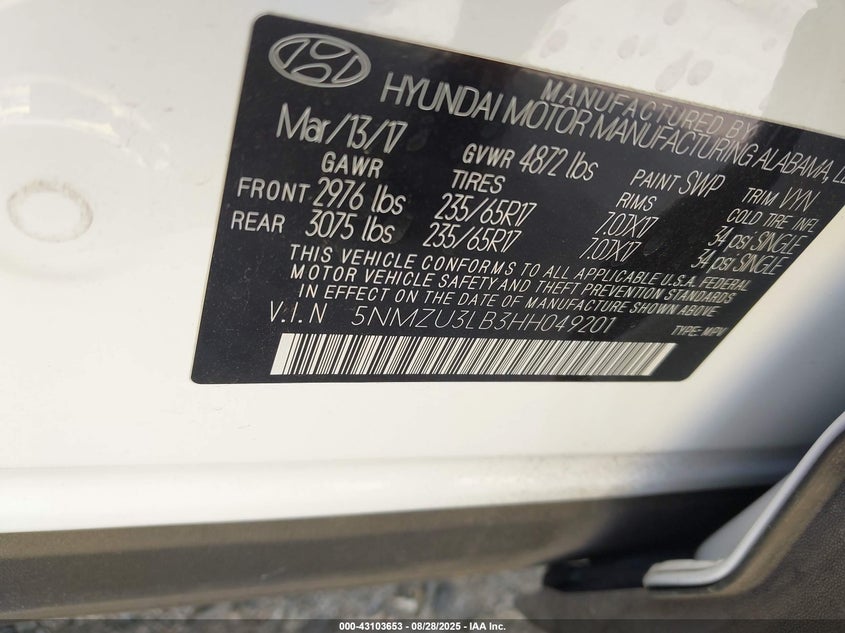 MANUFACTURED BY
HYUNDAI MOTOR MANUFACTURING ALABAMA,
Mar/13/17 GVWR 4872 lbs PAINT SWP TRIM VYN
GAWR TIRES RIMS COLD TIRE INFL
FRONT 2976 lbs 235/65R17 7.0JX17 34 psi SINGLE
REAR 3075 lbs 235/65R17 7.0JX17 34 psi SINGLE
THIS VEHICLE CONFORMS TO ALL APPLICABLE U.S.A. FEDERAL
MOTOR VEHICLE SAFETY AND THEFT PREVENTION STANDARDS
IN EFFECT ON THE DATE OF MANUFACTURE SHOWN ABOVE
V.I.N 5NMZU3LB3HH049201 TYPE: MPV
000-43103653 - 08/28/2025 - IAA Inc.